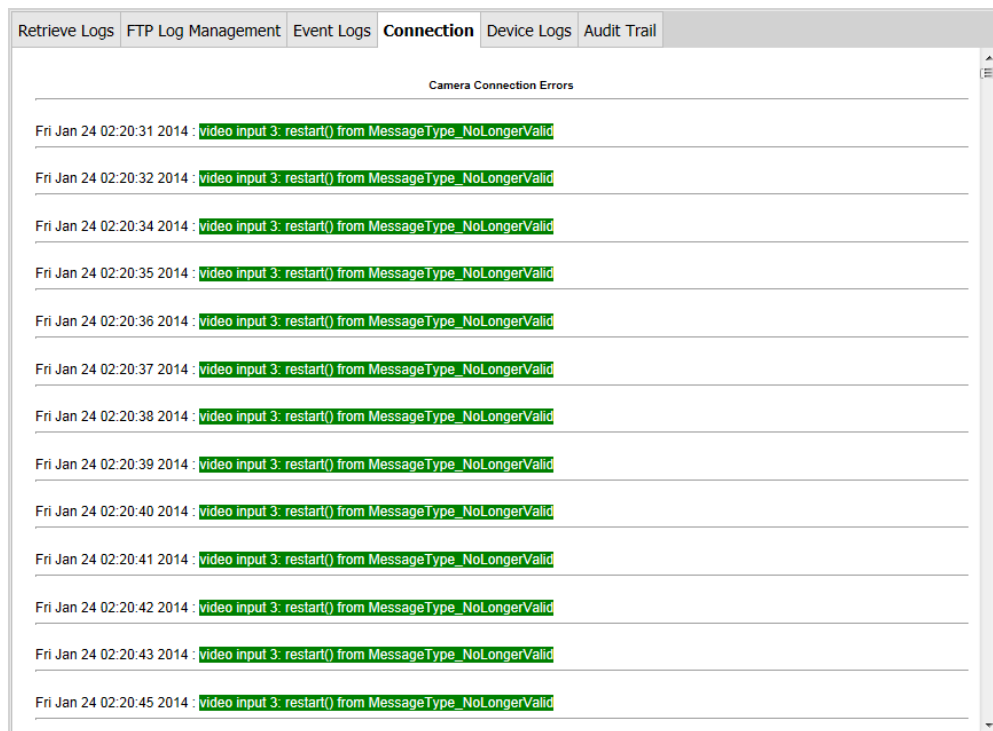 Retrieve Logs FTP Log Management Event Logs Connection Device Logs Audit Trail
Camera Connection Errors
Fri Jan 24 02:20:31 2014 : video input 3: restart() from MessageType_NoLongerValid
Fri Jan 24 02:20:32 2014 : video input 3: restart() from MessageType_NoLongerValid
Fri Jan 24 02:20:34 2014 : video input 3: restart() from MessageType_NoLongerValid
Fri Jan 24 02:20:35 2014 : video input 3: restart() from MessageType_NoLongerValid
Fri Jan 24 02:20:36 2014 : video input 3: restart() from MessageType_NoLongerValid
Fri Jan 24 02:20:37 2014 : video input 3: restart() from MessageType_NoLongerValid
Fri Jan 24 02:20:38 2014 : video input 3: restart() from MessageType_NoLongerValid
Fri Jan 24 02:20:39 2014 : video input 3: restart() from MessageType_NoLongerValid
Fri Jan 24 02:20:40 2014 : video input 3: restart() from MessageType_NoLongerValid
Fri Jan 24 02:20:41 2014 : video input 3: restart() from MessageType_NoLongerValid
Fri Jan 24 02:20:42 2014 : video input 3: restart() from MessageType_NoLongerValid
Fri Jan 24 02:20:43 2014 : video input 3: restart() from MessageType_NoLongerValid
Fri Jan 24 02:20:45 2014 : video input 3: restart() from MessageType_NoLongerValid